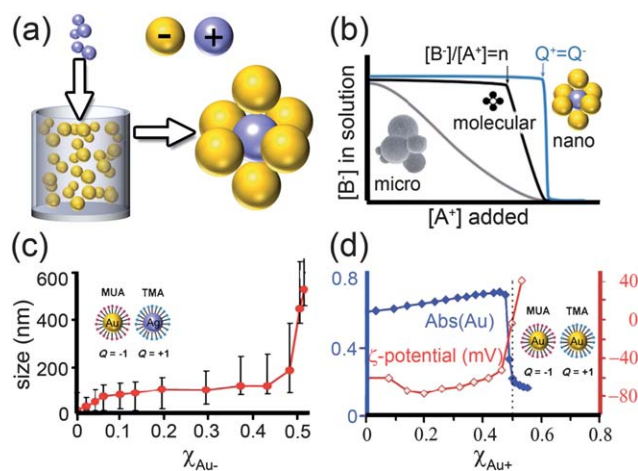 (a)
- +
(b)
[B⁻]/[A⁺]=n
Q⁺=Q⁻
molecular
nano
micro
[B⁻] in solution
[A⁺] added
(c)
600
400
200
0
size (nm)
MUA TMA
Au Ag
Q = -1 Q = +1
0 0.1 0.2 0.3 0.4 0.5
χAu-
(d)
0.8
0.4
0
Abs(Au)
ζ-potential (mV)
MUA TMA
Au Au
Q = -1 Q = +1
40
0
-40
-80
0 0.2 0.4 0.6 0.8
χAu+